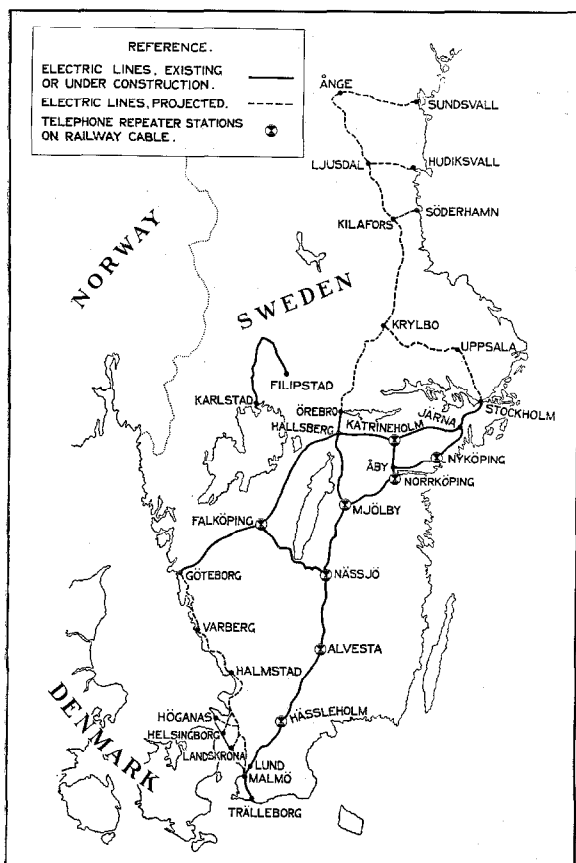 REFERENCE.
ELECTRIC LINES, EXISTING
OR UNDER CONSTRUCTION.
ELECTRIC LINES, PROJECTED.
TELEPHONE REPEATER STATIONS
ON RAILWAY CABLE.
ÅNGE
SUNDSVALL
LJUSDAL
HUDIKSVALL
SÖDERHAMN
KILAFORS
NORWAY
SWEDEN
KRYLBO
UPPSALA
FILIPSTAD
KARLSTAD
ÖREBRO
STOCKHOLM
JÄRNA
KATRINEHOLM
HALLSBERG
ÅBY
NYKÖPING
NORRKÖPING
MJÖLBY
FALKÖPING
NÄSSJÖ
GÖTEBORG
VARBERG
ALVESTA
HALMSTAD
DENMARK
HÖGANAS
HÄSSLEHOLM
HELSINGBORG
LANDSKRONA
LUND
MALMÖ
TRÄLLEBORG